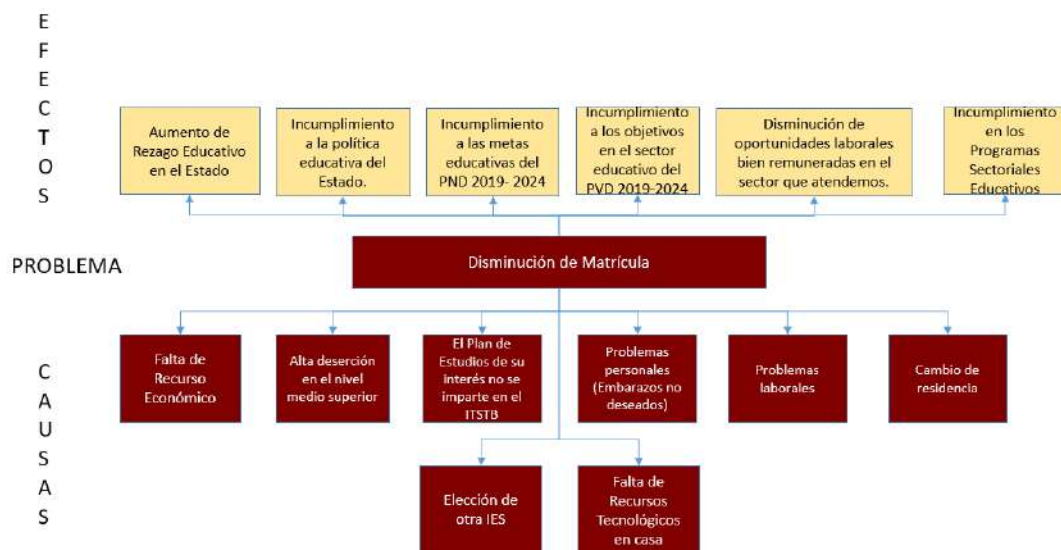 EFECTOS
Aumento de
Rezago Educativo
en el Estado
Incumplimiento
a la política
educativa del
Estado.
Incumplimiento
a las metas
educativas del
PND 2019- 2024
Incumplimiento
a los objetivos
en el sector
educativo del
PVD 2019-2024
Disminución de
oportunidades laborales
bien remuneradas en el
sector que atendemos.
Incumplimiento
en los
Programas
Sectoriales
Educativos
PROBLEMA
Disminución de Matrícula
CAUSAS
Falta de
Recurso
Económico
Alta deserción
en el nivel
medio superior
El Plan de
Estudios de su
interés no se
imparte en el
ITSTB
Problemas
personales
(Embarazos no
deseados)
Problemas
laborales
Cambio de
residencia
Elección de
otra IES
Falta de
Recursos
Tecnológicos
en casa